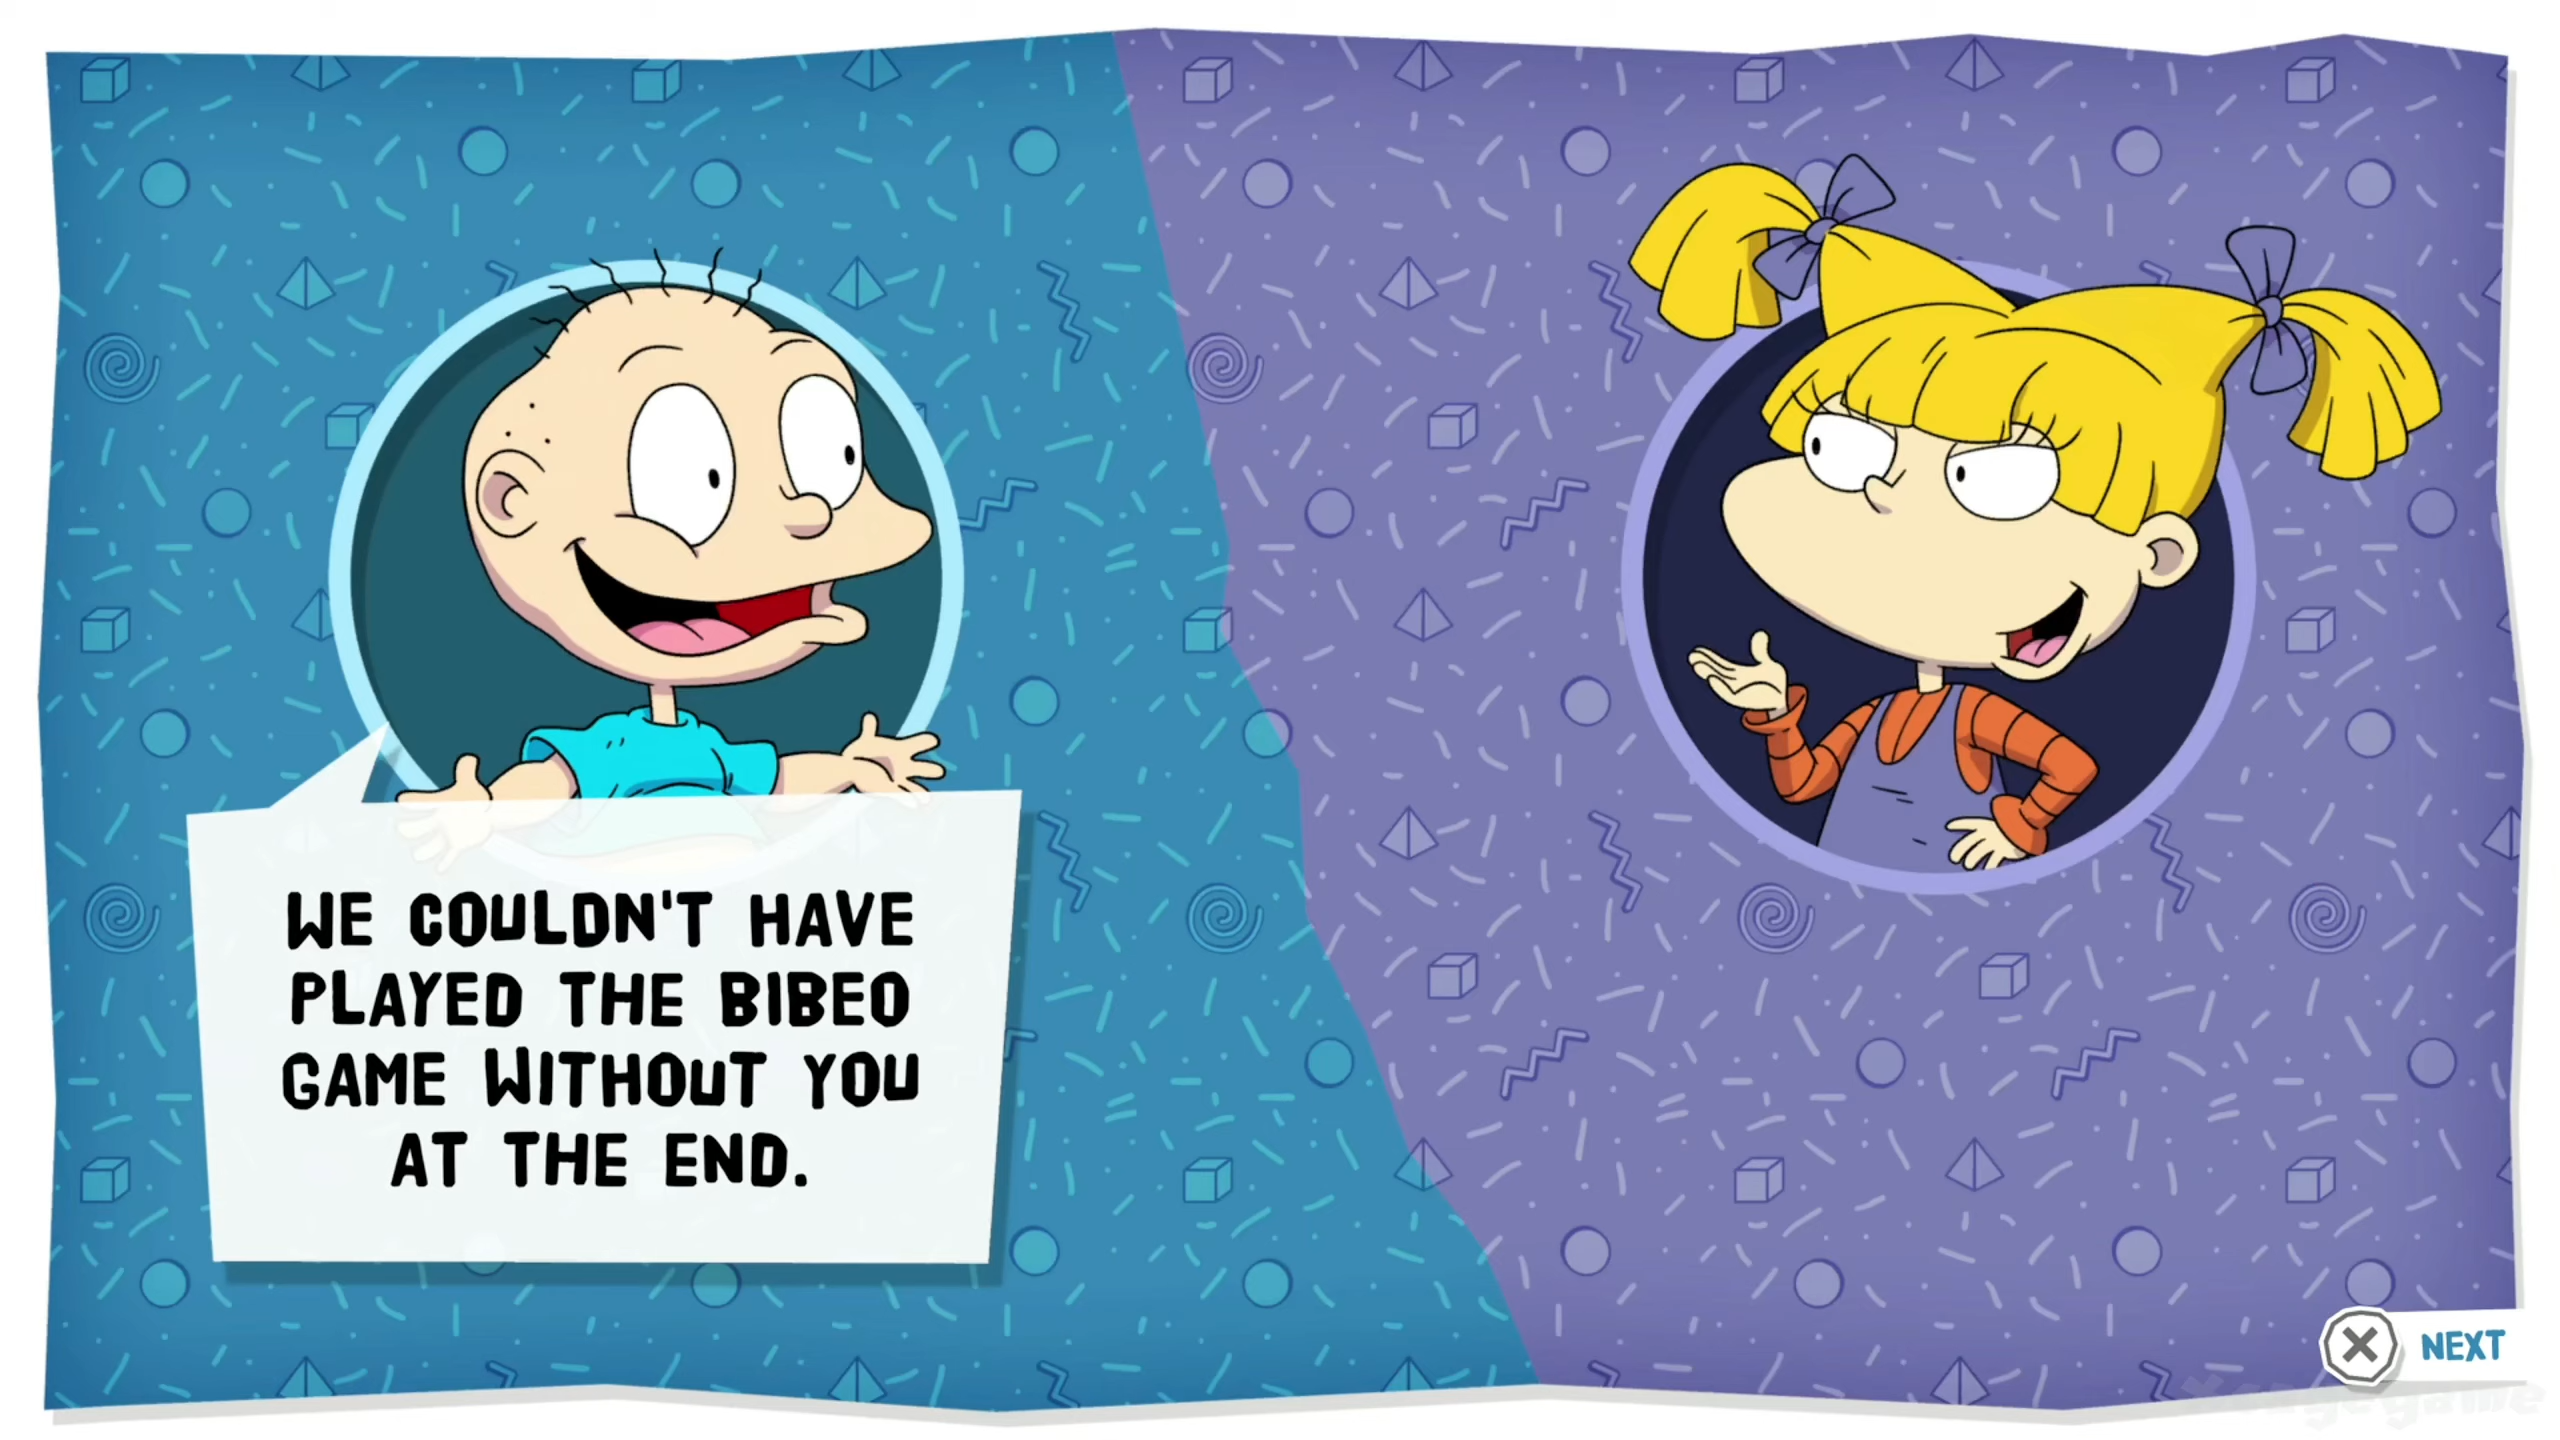 WE COULDN'T HAVE
PLAYED THE BIBEO
GAME WITHOUT YOU
AT THE END.
NEXT